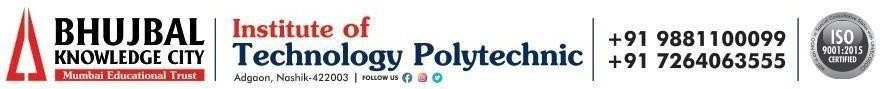 BHUJBAL
KNOWLEDGE CITY
Mumbai Educational Trust
Institute of
Technology Polytechnic
Adgaon, Nashik-422003 | FOLLOW US
+91 9881100099
+91 7264063555
ISO
9001:2015
CERTIFIED